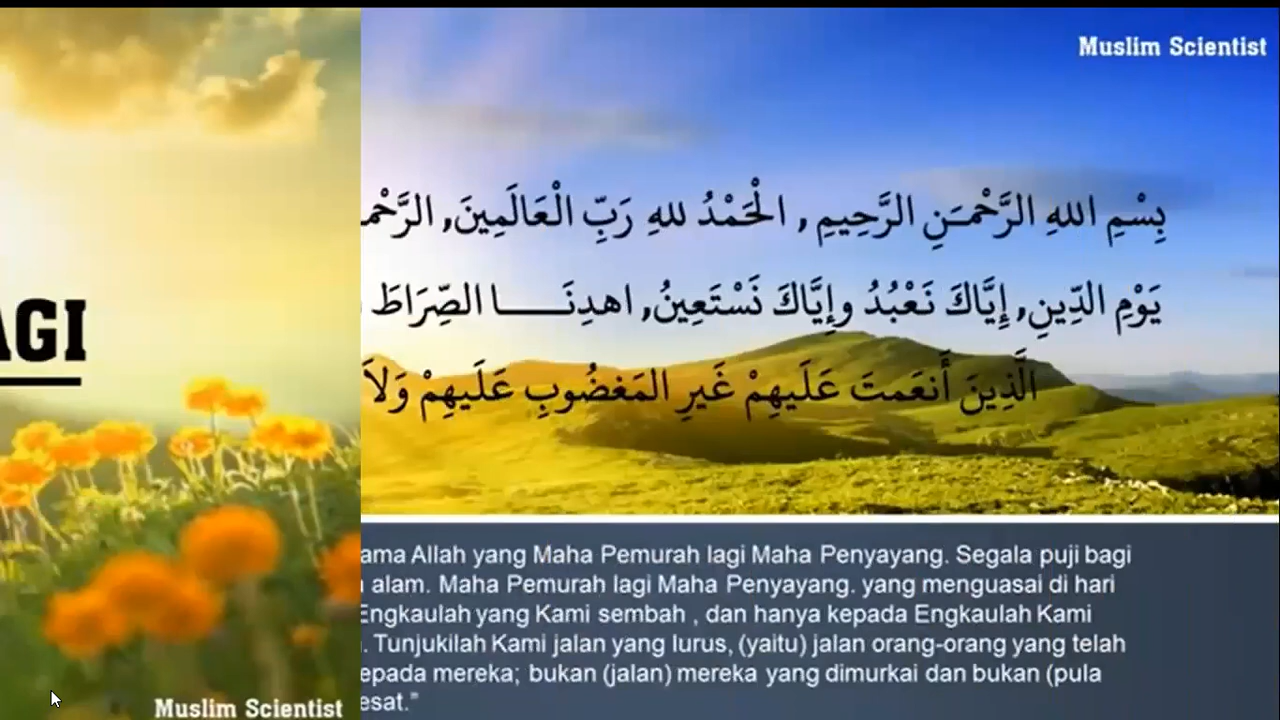 Muslim Scientist
بِسْمِ اللهِ الرَّحْمـَنِ الرَّحِيمِ , الْحَمْدُ للهِ رَبِّ الْعَالَمِينَ, الرَّحْمـ
يَوْمِ الدِّينِ, إِيَّاكَ نَعْبُدُ وإِيَّاكَ نَسْتَعِينُ, اهدِنَــــا الصِّرَاطَ
الَّذِينَ أَنعَمتَ عَلَيهِمْ غَيرِ المَغضُوبِ عَلَيهِمْ وَلاَ
AGI
ama Allah yang Maha Pemurah lagi Maha Penyayang. Segala puji bagi
alam. Maha Pemurah lagi Maha Penyayang. yang menguasai di hari
Engkaulah yang Kami sembah , dan hanya kepada Engkaulah Kami
. Tunjukilah Kami jalan yang lurus, (yaitu) jalan orang-orang yang telah
epada mereka; bukan (jalan) mereka yang dimurkai dan bukan (pula
esat."
Muslim Scientist